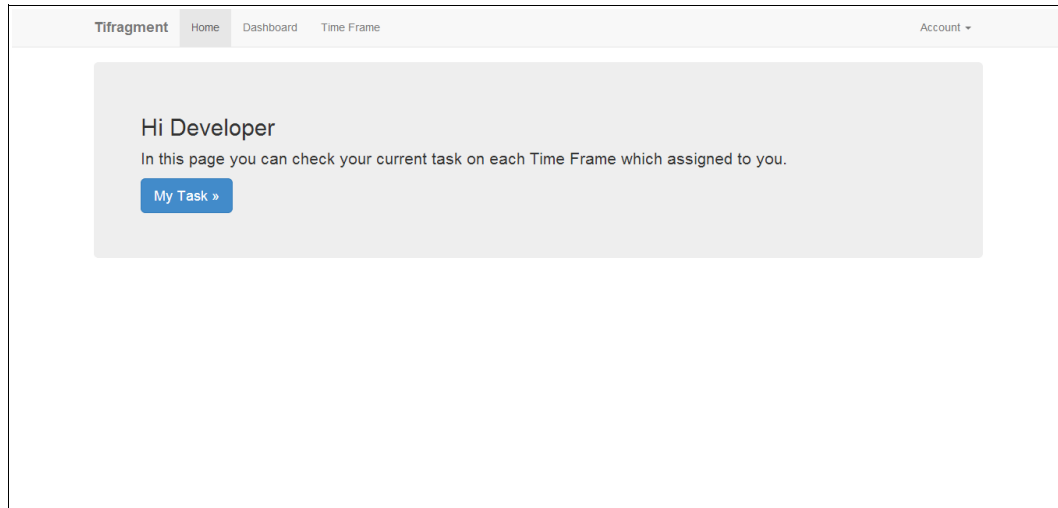 Tifragment Home Dashboard Time Frame Account
Hi Developer
In this page you can check your current task on each Time Frame which assigned to you.
My Task »